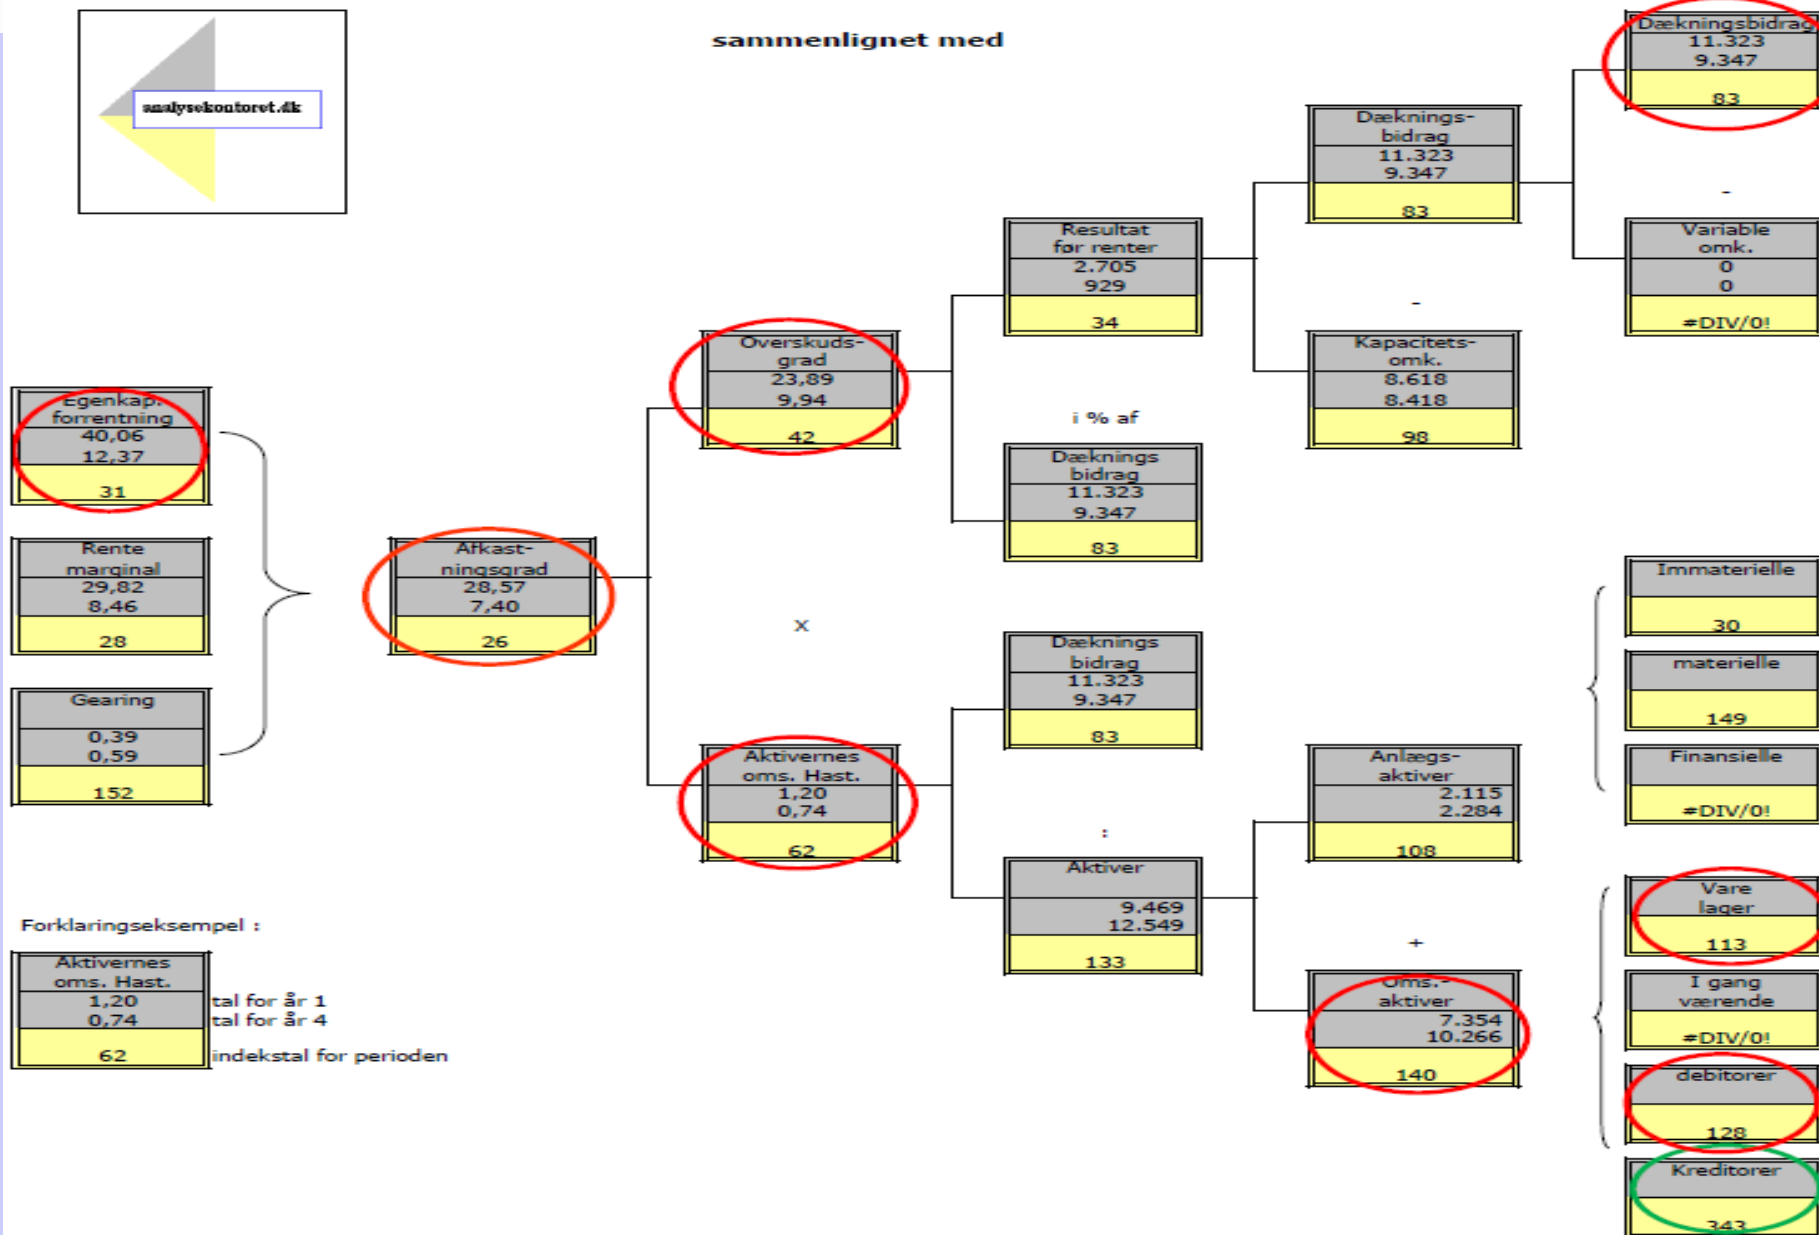 analysekontoret.dk
sammenlignet med
Dækningsbidrag
11.323
9.347
83
-
Variable
omk.
0
0
#DIV/0!
Dæknings-
bidrag
11.323
9.347
83
-
Kapacitets-
omk.
8.618
8.418
98
Resultat
før renter
2.705
929
34
i % af
Dæknings
bidrag
11.323
9.347
83
Overskuds-
grad
23,89
9,94
42
x
Aktivernes
oms. Hast.
1,20
0,74
62
Egenkap.
forrentning
40,06
12,37
31
Rente
marginal
29,82
8,46
28
Gearing
0,39
0,59
152
Afkast-
ningsgrad
28,57
7,40
26
Dæknings
bidrag
11.323
9.347
83
:
Aktiver
9.469
12.549
133
Anlægs-
aktiver
2.115
2.284
108
+
Oms.-
aktiver
7.354
10.266
140
Immaterielle
30
materielle
149
Finansielle
#DIV/0!
Vare
lager
113
I gang
værende
#DIV/0!
debitorer
128
Kreditorer
343
Forklaringseksempel :
Aktivernes
oms. Hast.
1,20 tal for år 1
0,74 tal for år 4
62 indekstal for perioden